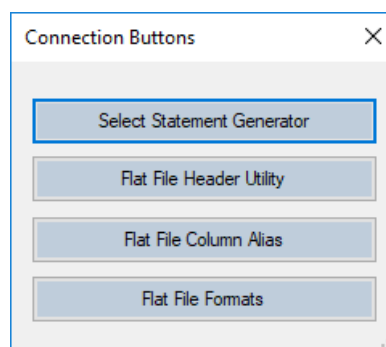 Connection Buttons
Select Statement Generator
Flat File Header Utility
Flat File Column Alias
Flat File Formats